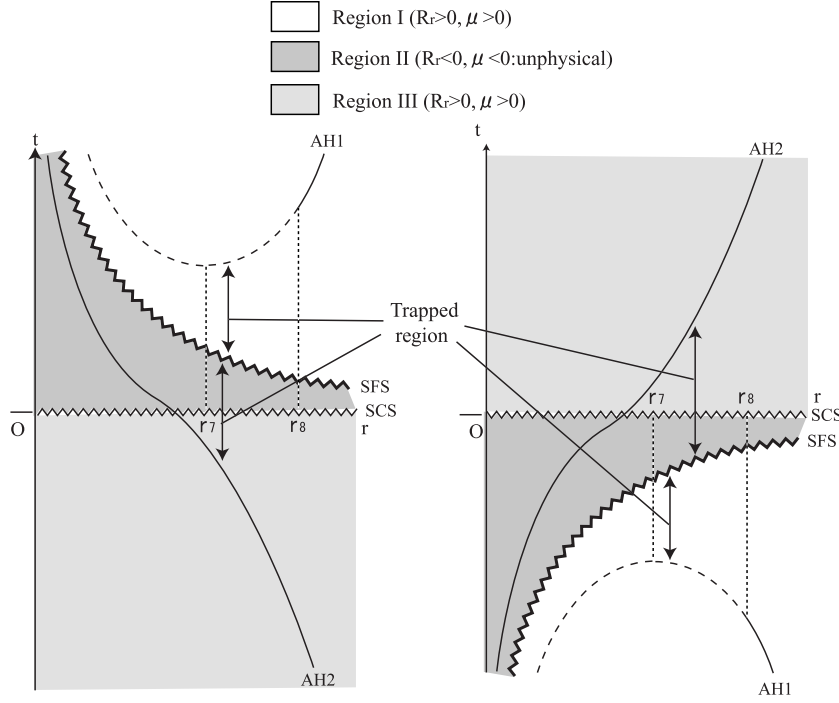 Region I (Rr>0, μ >0)
Region II (Rr<0, μ <0:unphysical)
Region III (Rr>0, μ >0)
t
AH1
Trapped
region
SFS
SCS
O
r7
r8
r
AH2
t
AH2
r
r7
r8
SCS
O
SFS
AH1